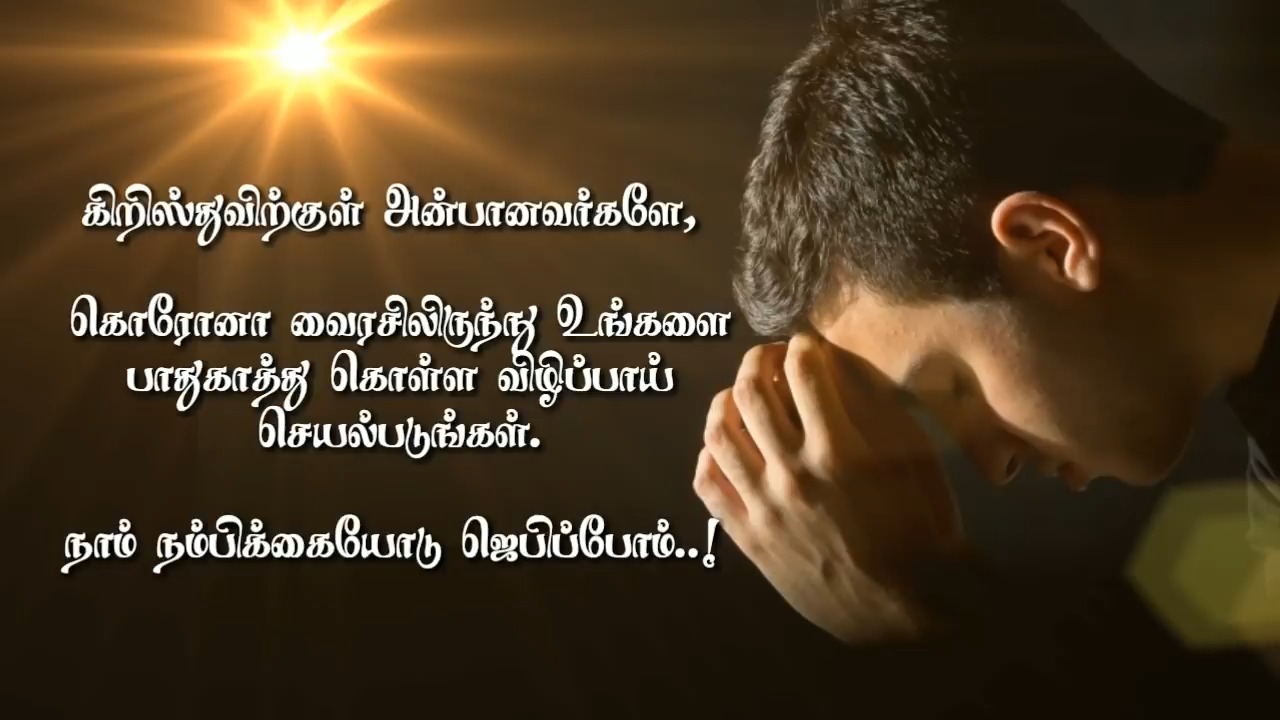 கிறிஸ்துவிற்குள் அன்பானவர்களே,
கொரோனா வைரசிலிருந்து உங்களை
பாதுகாத்து கொள்ள விழிப்பாய்
செயல்படுங்கள்.
நாம் நம்பிக்கையோடு ஜெபிப்போம்..!